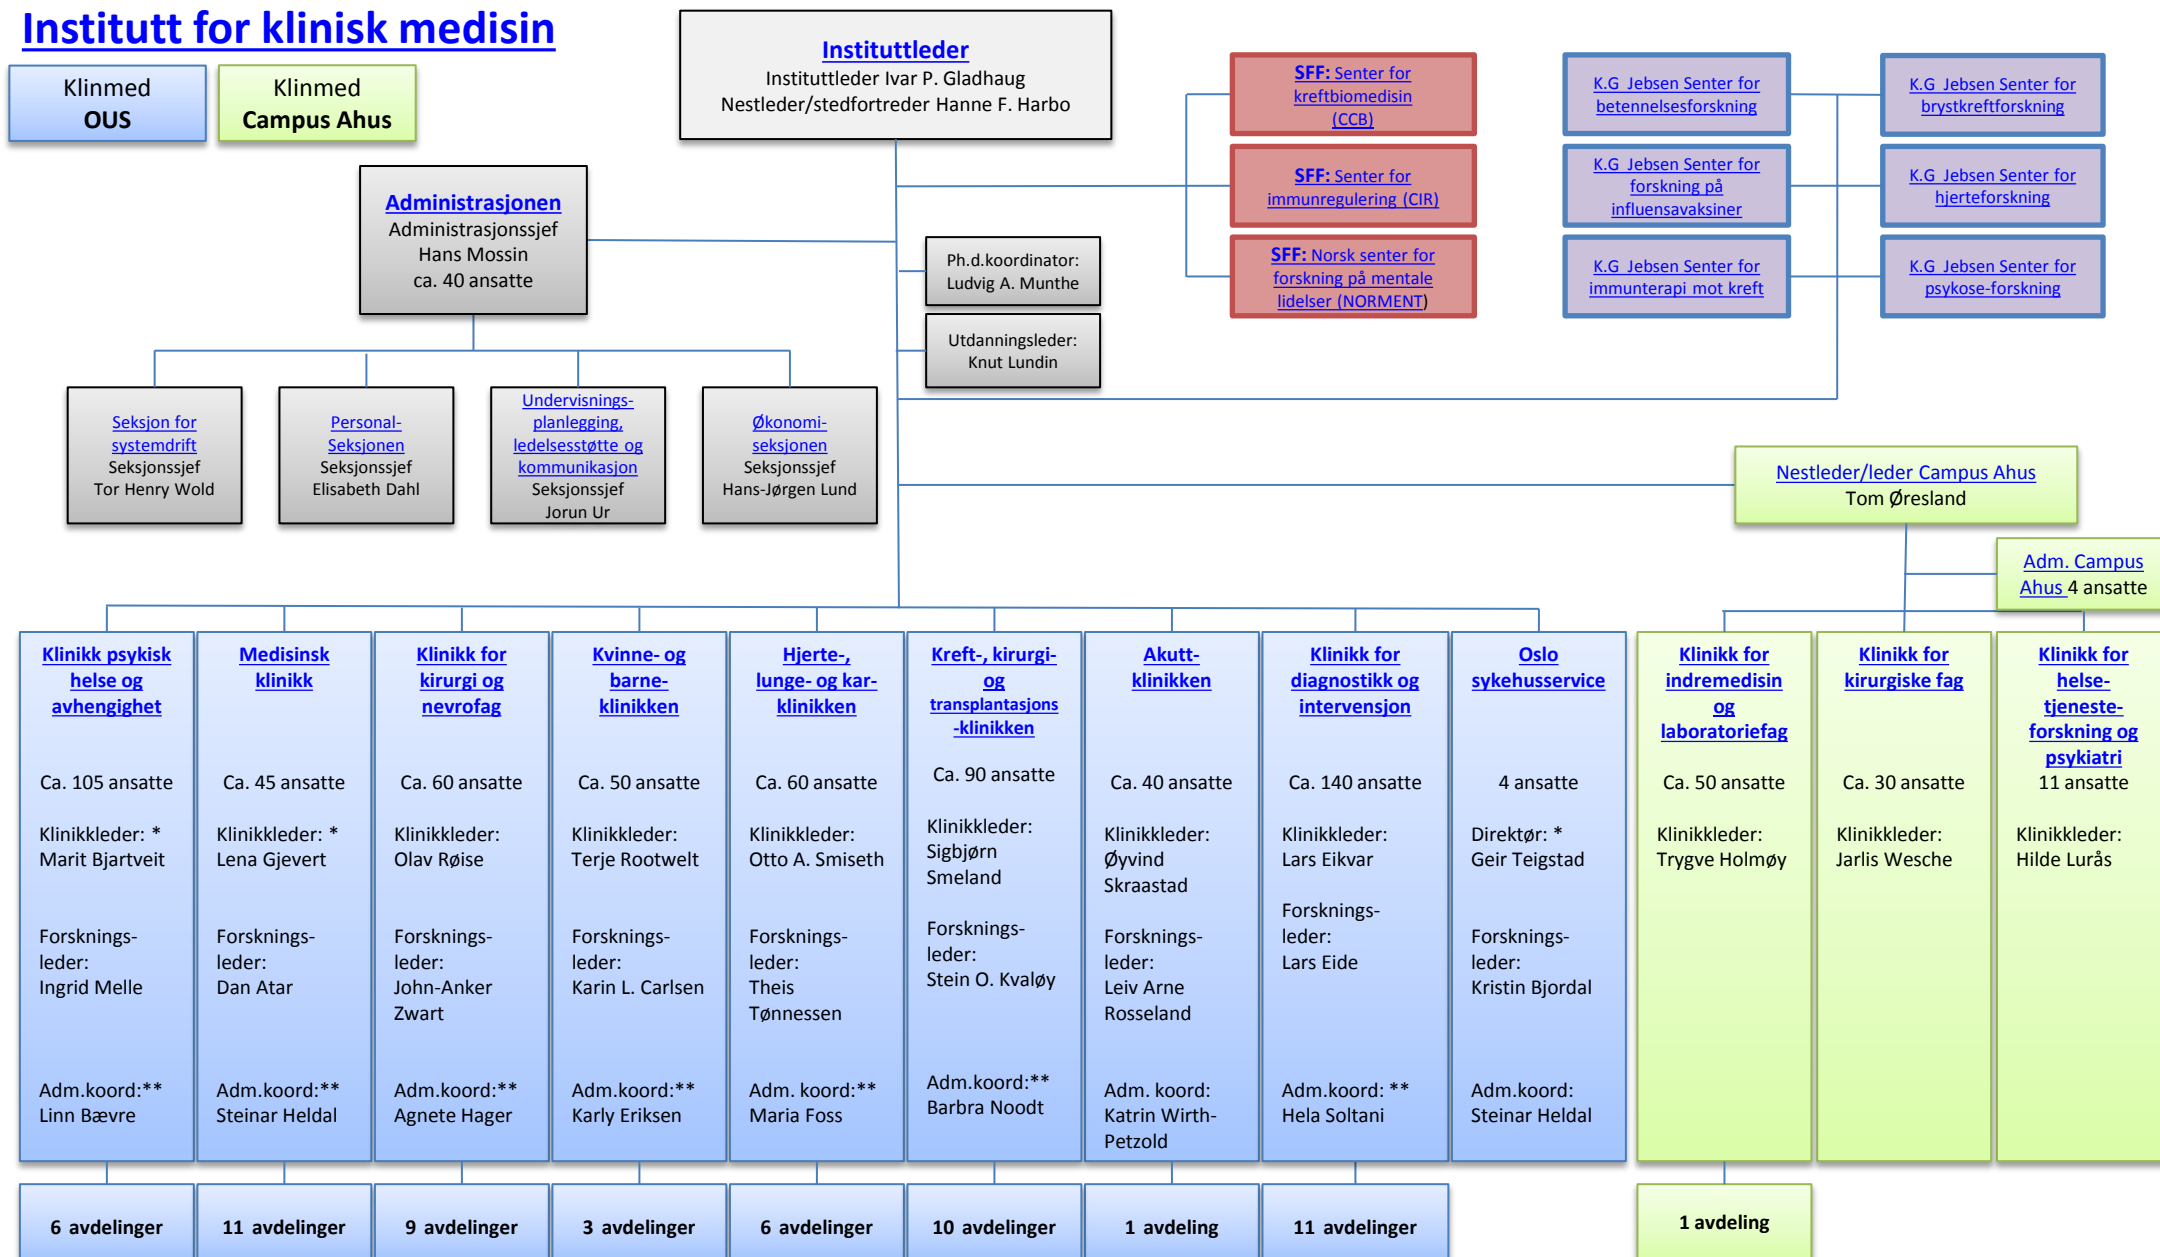 Institutt for klinisk medisin
Klinmed
OUS
Klinmed
Campus Ahus
Instituttleder
Instituttleder Ivar P. Gladhaug
Nestleder/stedfortreder Hanne F. Harbo
SFF: Senter for
kreftbiomedisin
(CCB)
SFF: Senter for
immunregulering (CIR)
SFF: Norsk senter for
forskning på mentale
lidelser (NORMENT)
K.G Jebsen Senter for
betennelsesforskning
K.G Jebsen Senter for
brystkreftforskning
K.G Jebsen Senter for
forskning på
influensavaksiner
K.G Jebsen Senter for
hjerteforskning
K.G Jebsen Senter for
immunterapi mot kreft
K.G Jebsen Senter for
psykose-forskning
Administrasjonen
Administrasjonssjef
Hans Mossin
ca. 40 ansatte
Ph.d.koordinator:
Ludvig A. Munthe
Utdanningsleder:
Knut Lundin
Seksjon for
systemdrift
Seksjonssjef
Tor Henry Wold
Personal-
Seksjonen
Seksjonssjef
Elisabeth Dahl
Undervisnings-
planlegging,
ledelsesstøtte og
kommunikasjon
Seksjonssjef
Jorun Ur
Økonomi-
seksjonen
Seksjonssjef
Hans-Jørgen Lund
Nestleder/leder Campus Ahus
Tom Øresland
Adm. Campus
Ahus 4 ansatte
Klinikk psykisk
helse og
avhengighet
Ca. 105 ansatte
Klinikkleder: *
Marit Bjartveit
Forsknings-
leder:
Ingrid Melle
Adm.koord:**
Linn Bævre
Medisinsk
klinikk
Ca. 45 ansatte
Klinikkleder: *
Lena Gjevert
Forsknings-
leder:
Dan Atar
Adm.koord:**
Steinar Heldal
Klinikk for
kirurgi og
nevrofag
Ca. 60 ansatte
Klinikkleder:
Olav Røise
Forsknings-
leder:
John-Anker
Zwart
Adm.koord:**
Agnete Hager
Kvinne- og
barne-
klinikken
Ca. 50 ansatte
Klinikkleder:
Terje Rootwelt
Forsknings-
leder:
Karin L. Carlsen
Adm.koord:**
Karly Eriksen
Hjerte-,
lunge- og kar-
klinikken
Ca. 60 ansatte
Klinikkleder:
Otto A. Smiseth
Forsknings-
leder:
Theis
Tønnessen
Adm. koord:**
Maria Foss
Kreft-, kirurgi-
og
transplantasjons
-klinikken
Ca. 90 ansatte
Klinikkleder:
Sigbjørn
Smeland
Forsknings-
leder:
Stein O. Kvaløy
Adm.koord:**
Barbra Noodt
Akutt-
klinikken
Ca. 40 ansatte
Klinikkleder:
Øyvind
Skraastad
Forsknings-
leder:
Leiv Arne
Rosseland
Adm. koord:
Katrin Wirth-
Petzold
Klinikk for
diagnostikk og
intervensjon
Ca. 140 ansatte
Klinikkleder:
Lars Eikvar
Forsknings-
leder:
Lars Eide
Adm.koord: **
Hela Soltani
Oslo
sykehusservice
4 ansatte
Direktør: *
Geir Teigstad
Forsknings-
leder:
Kristin Bjordal
Adm.koord:
Steinar Heldal
Klinikk for
indremedisin
og
laboratoriefag
Ca. 50 ansatte
Klinikkleder:
Trygve Holmøy
Klinikk for
kirurgiske fag
Ca. 30 ansatte
Klinikkleder:
Jarlis Wesche
Klinikk for
helse-
tjeneste-
forskning og
psykiatri
11 ansatte
Klinikkleder:
Hilde Lurås
6 avdelinger
11 avdelinger
9 avdelinger
3 avdelinger
6 avdelinger
10 avdelinger
1 avdeling
11 avdelinger
1 avdeling